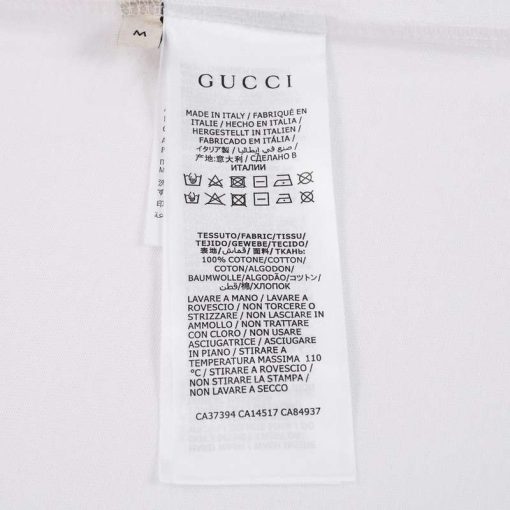 M
GUCCI
MADE IN ITALY / FABRIQUÉ EN
ITALIE / HECHO EN ITALIA /
HERGESTELLT IN ITALIEN /
FABRICADO EM ITÁLIA /
イタリア製 / صنع في إيطاليا /
产地:意大利 / СДЕЛАНО В
ИТАЛИИ
TESSUTO/FABRIC/TISSU/
TEJIDO/GEWEBE/TECIDO/
表地 / قماش / 面料 / ТКАНЬ:
100% COTONE/COTTON/
COTON/ALGODON/
BAUMWOLLE/ALGODÃO/コットン/
قطن/棉/ХЛОПОК
LAVARE A MANO / LAVARE A
ROVESCIO / NON TORCERE O
STRIZZARE / NON LASCIARE IN
AMMOLLO / NON TRATTARE
CON CLORO / NON USARE
ASCIUGATRICE / ASCIUGARE
IN PIANO / STIRARE A
TEMPERATURA MASSIMA 110
°C / STIRARE A ROVESCIO /
NON STIRARE LA STAMPA /
NON LAVARE A SECCO
CA37394 CA14517 CA84937